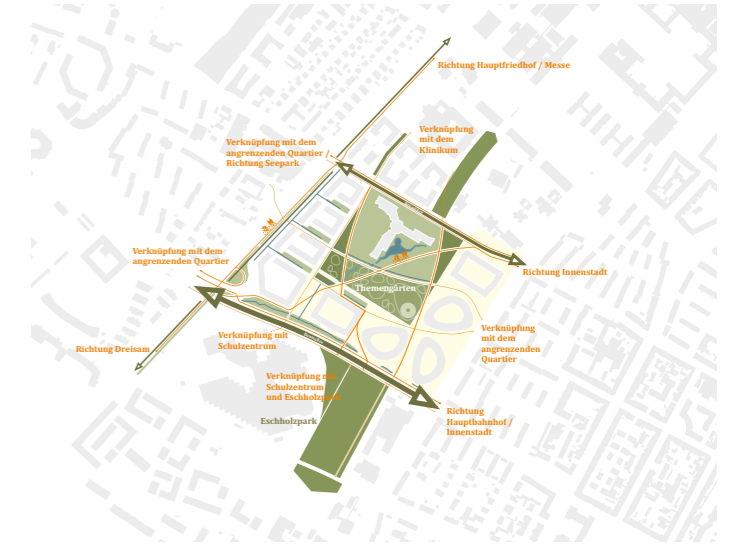 Richtung Hauptfriedhof / Messe
Verknüpfung
mit dem
Klinikum
Verknüpfung mit dem
angrenzenden Quartier /
Richtung Seepark
Verknüpfung mit dem
angrenzenden Quartier
Richtung Innenstadt
Themengärten
Verknüpfung
mit dem
angrenzenden
Quartier
Verknüpfung mit
Schulzentrum
Richtung Dreisam
Verknüpfung
Schulzentrum
und Eschholzpark
Richtung
Hauptbahnhof /
Innenstadt
Eschholzpark